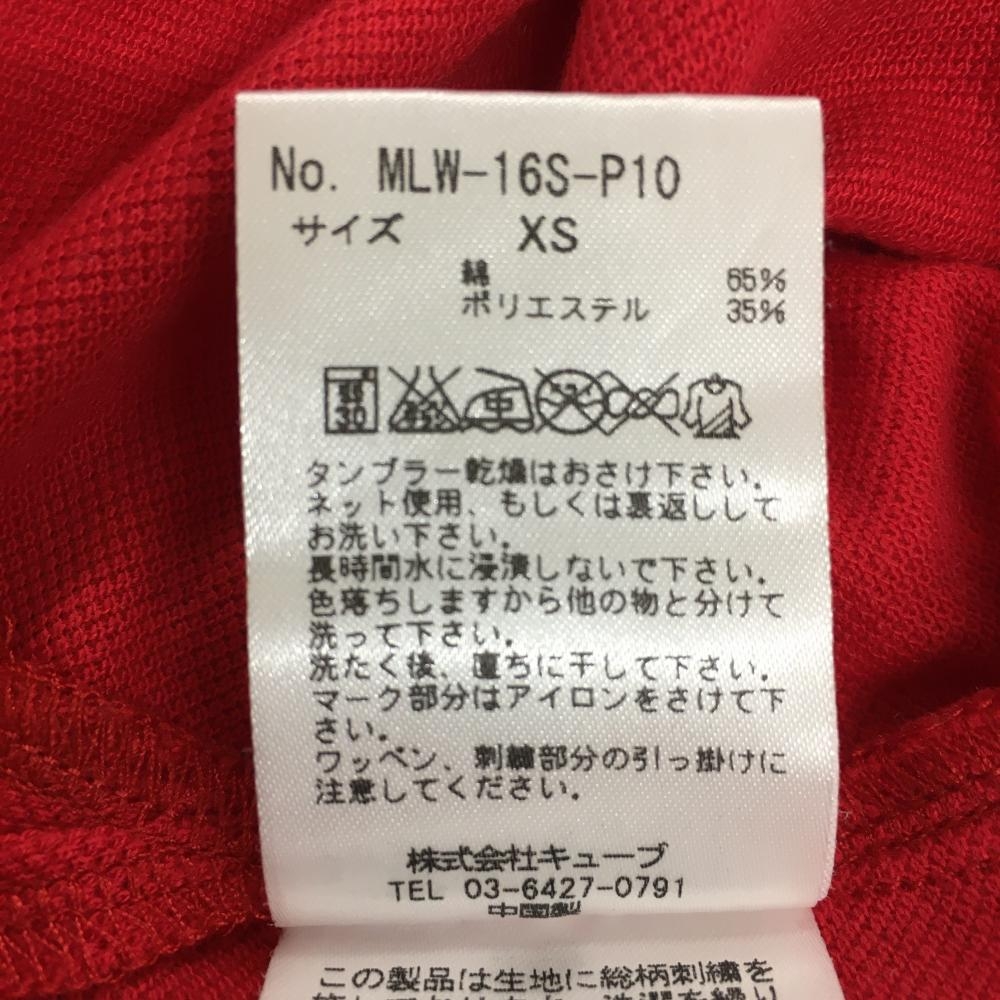 No. MLW-16S-P10
サイズ XS
綿 65%
ポリエステル 35%
30 中
タンブラー乾燥はおさけ下さい。
ネット使用、もしくは裏返しして
お洗い下さい。
長時間水に浸漬しないで下さい。
色落ちしますから他の物と分けて
洗って下さい。
洗たく後、直ちに干して下さい。
マーク部分はアイロンをさけて下
さい。
ワッペン、刺繍部分の引っ掛けに
注意してください。
株式会社キューブ
TEL 03-6427-0791
中国製
この製品は生地に総柄刺繍を